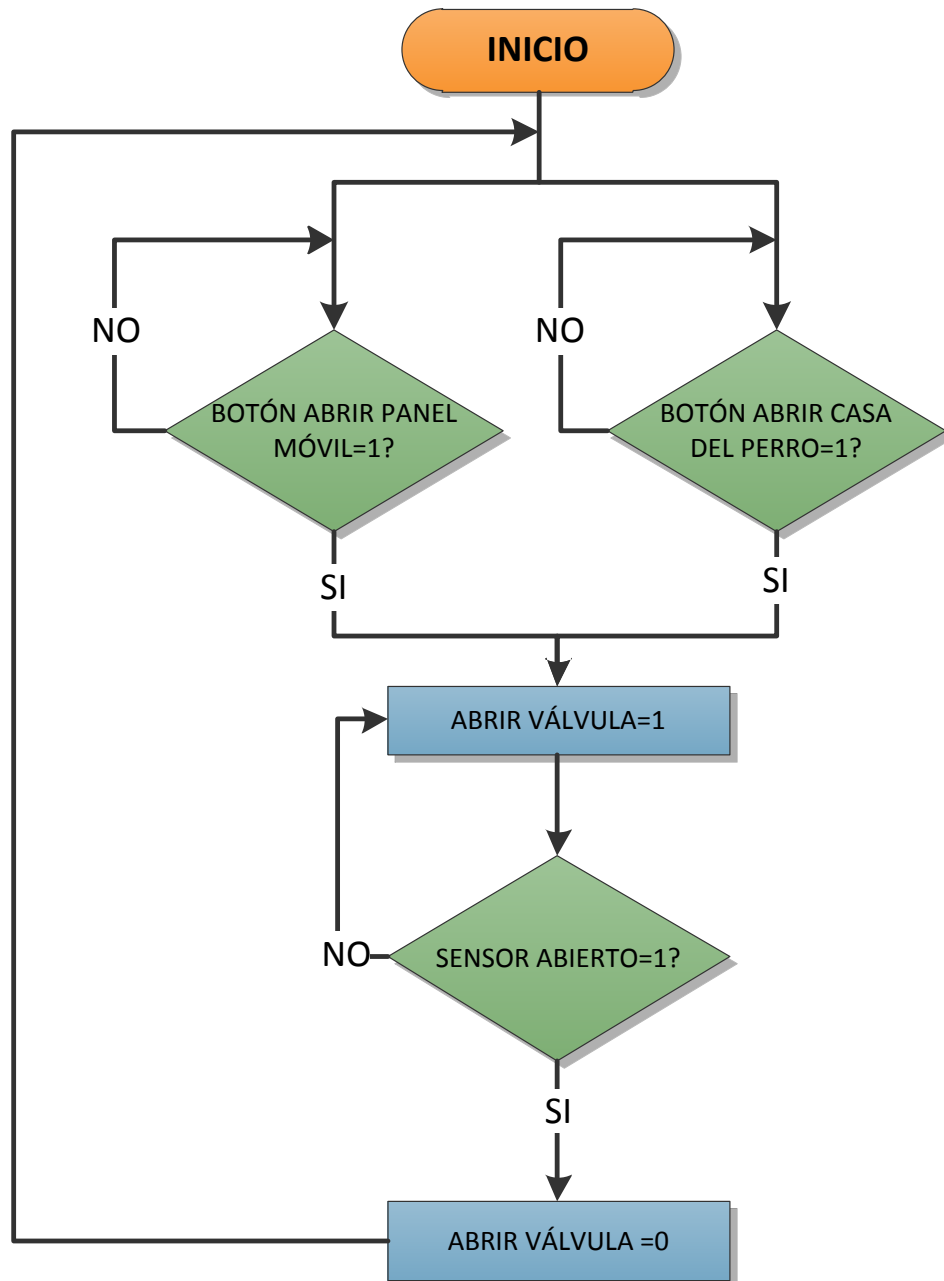 INICIO
NO
NO
BOTÓN ABRIR PANEL
MÓVIL=1?
BOTÓN ABRIR CASA
DEL PERRO=1?
SI
SI
ABRIR VÁLVULA=1
NO
SENSOR ABIERTO=1?
SI
ABRIR VÁLVULA =0